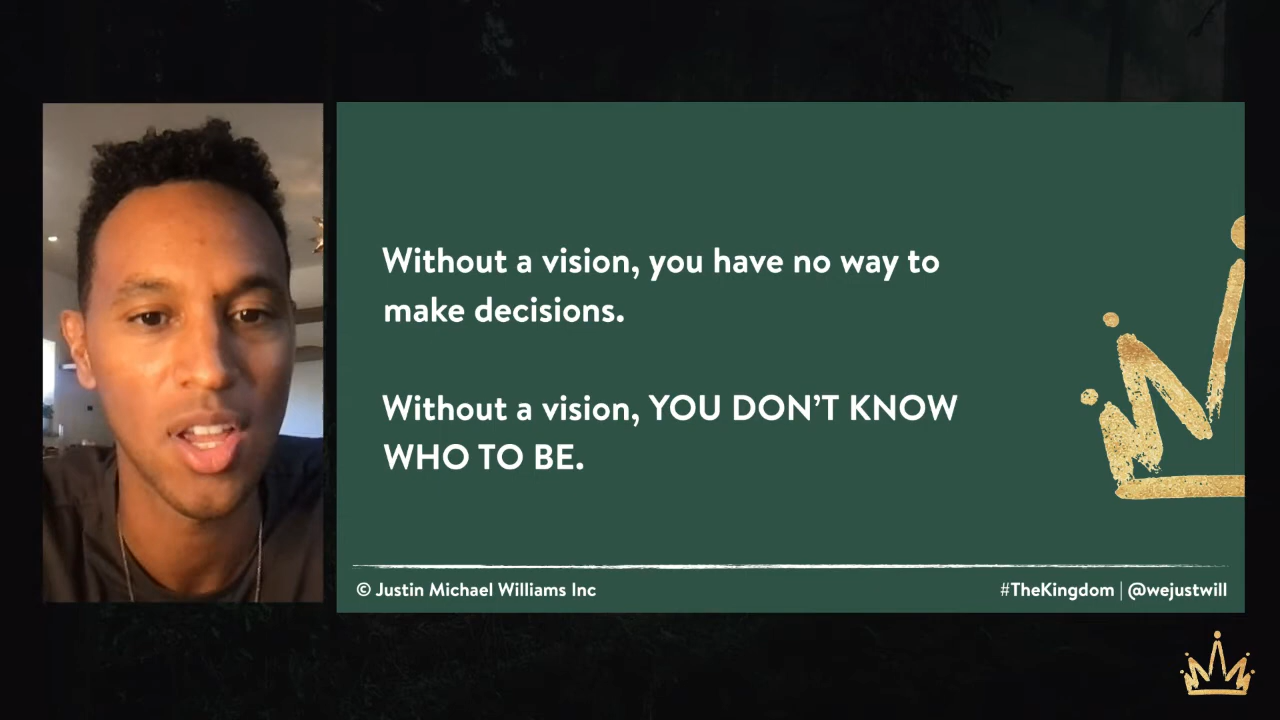 Without a vision, you have no way to
make decisions.
Without a vision, YOU DON’T KNOW
WHO TO BE.
© Justin Michael Williams Inc
#TheKingdom | @wejustwill